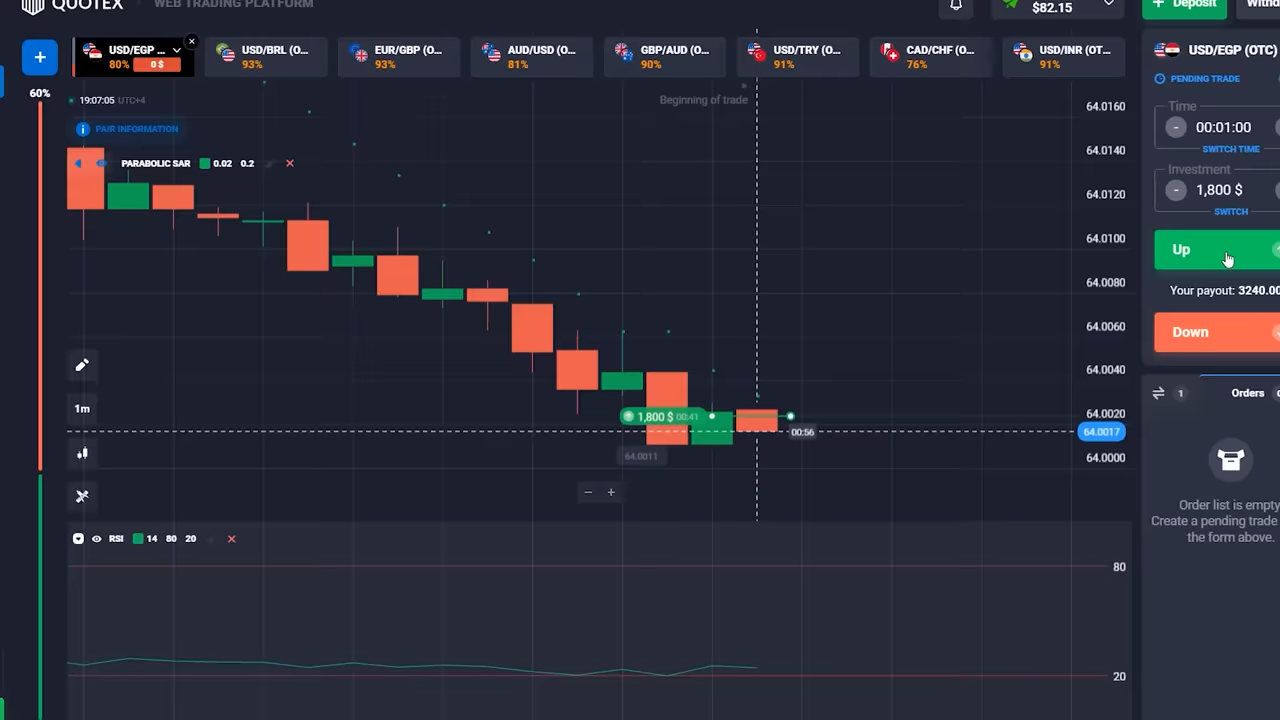 QUOTEX
WEB TRADING PLATFORM
$82.15
Deposit
USD/EGP ...
80%
0 $
USD/BRL (O...
93%
EUR/GBP (O...
93%
AUD/USD (O...
81%
GBP/AUD (O...
90%
USD/TRY (O...
91%
CAD/CHF (O...
76%
USD/INR (OT...
91%
60%
19:07:05 UTC+4
PAIR INFORMATION
PARABOLIC SAR 0.02 0.2
Beginning of trade
64.0160
64.0140
64.0120
64.0100
64.0080
64.0060
64.0040
64.0020
64.0017
64.0000
1m
1,800 $ 00:41
00:56
64.0011
− +
RSI 14 80 20
80
20
USD/EGP (OTC)
PENDING TRADE
Time
- 00:01:00
SWITCH TIME
Investment
- 1,800 $
SWITCH
Up
Your payout: 3240.00
Down
1
Orders
Order list is empty
Create a pending trade
the form above.